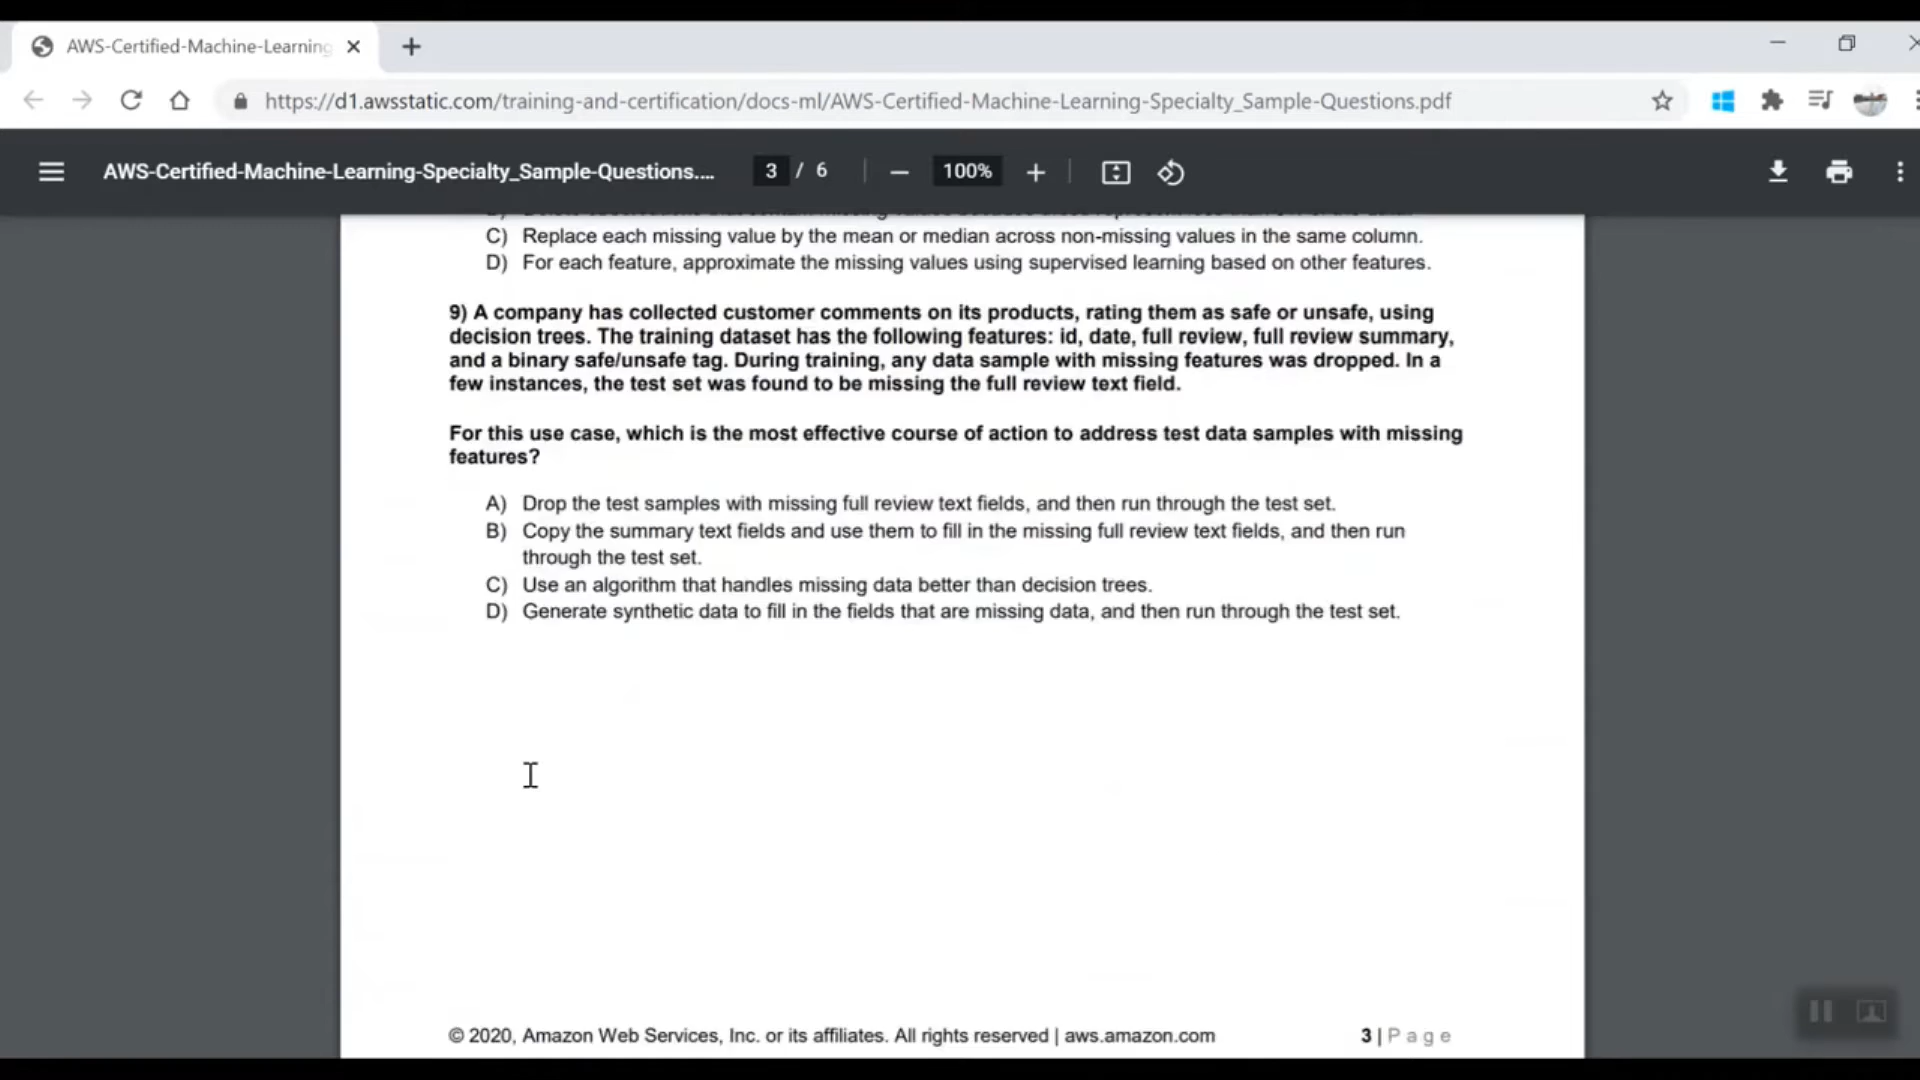 AWS-Certified-Machine-Learning
https://d1.awsstatic.com/training-and-certification/docs-ml/AWS-Certified-Machine-Learning-Specialty_Sample-Questions.pdf
AWS-Certified-Machine-Learning-Specialty_Sample-Questions.... 3 / 6 100%
C) Replace each missing value by the mean or median across non-missing values in the same column.
D) For each feature, approximate the missing values using supervised learning based on other features.
9) A company has collected customer comments on its products, rating them as safe or unsafe, using
decision trees. The training dataset has the following features: id, date, full review, full review summary,
and a binary safe/unsafe tag. During training, any data sample with missing features was dropped. In a
few instances, the test set was found to be missing the full review text field.
For this use case, which is the most effective course of action to address test data samples with missing
features?
A) Drop the test samples with missing full review text fields, and then run through the test set.
B) Copy the summary text fields and use them to fill in the missing full review text fields, and then run
through the test set.
C) Use an algorithm that handles missing data better than decision trees.
D) Generate synthetic data to fill in the fields that are missing data, and then run through the test set.
© 2020, Amazon Web Services, Inc. or its affiliates. All rights reserved | aws.amazon.com 3 | Page